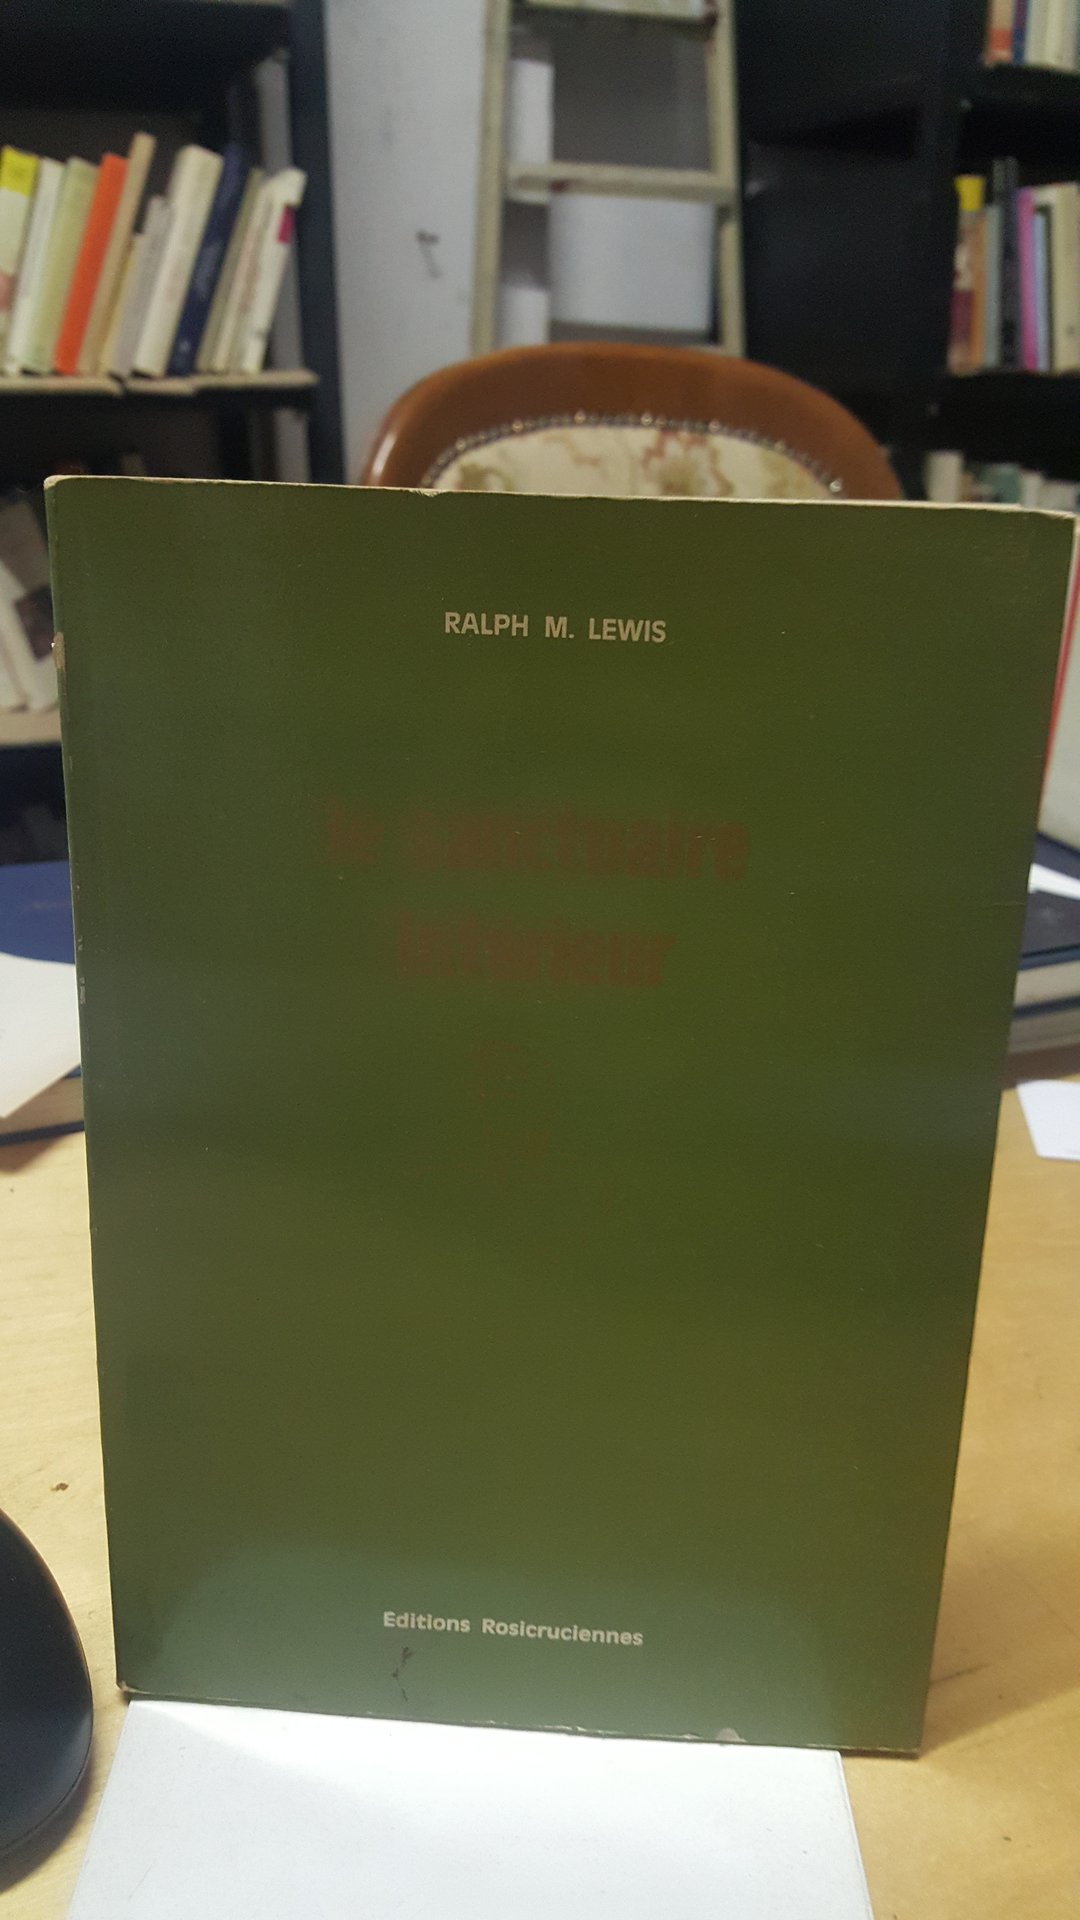 RALPH M. LEWIS
le sanctuaire
intérieur
Editions Rosicruciennes